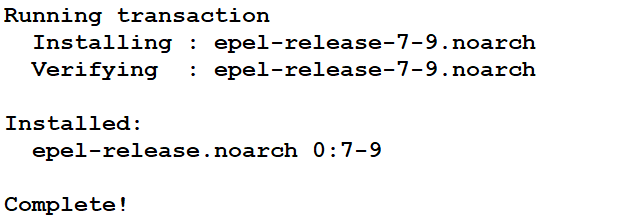 Running transaction
  Installing : epel-release-7-9.noarch
  Verifying  : epel-release-7-9.noarch

Installed:
  epel-release.noarch 0:7-9

Complete!